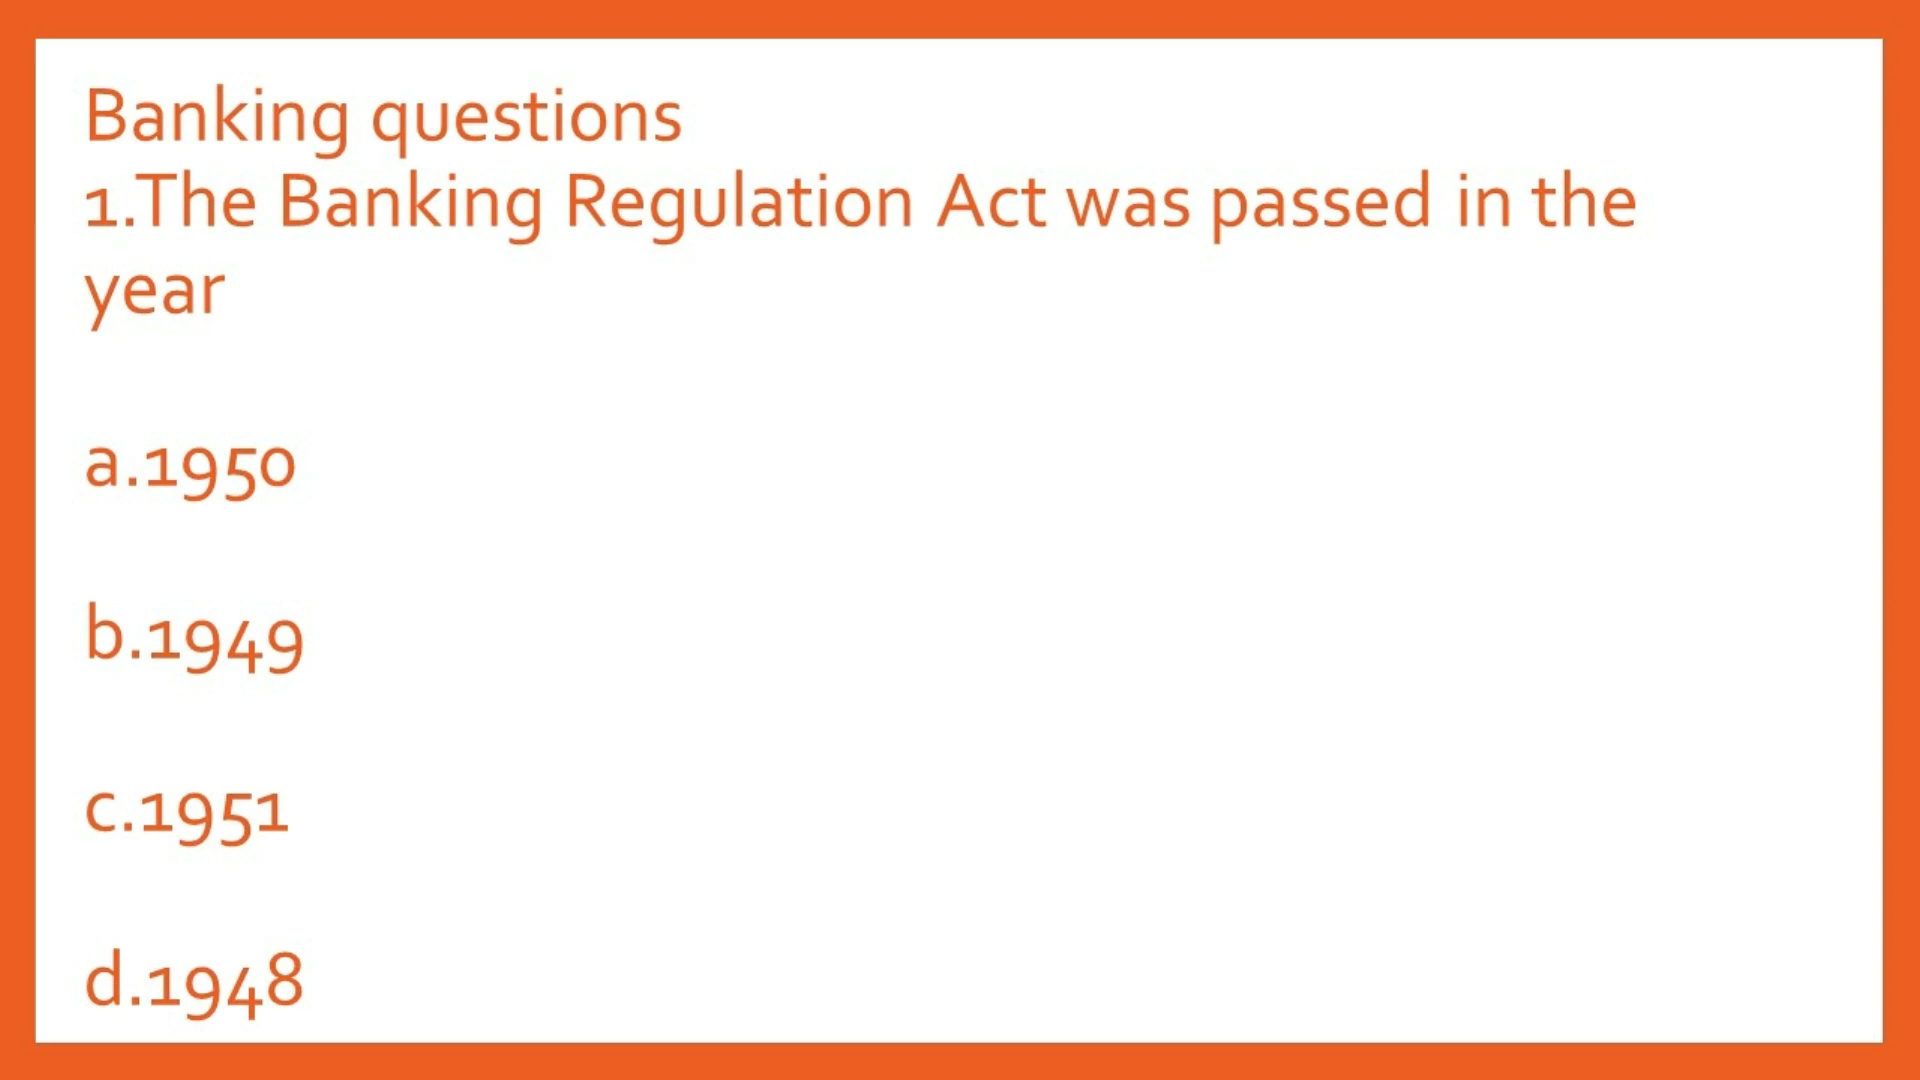 Banking questions
1.The Banking Regulation Act was passed in the
year
a.1950
b.1949
c.1951
d.1948